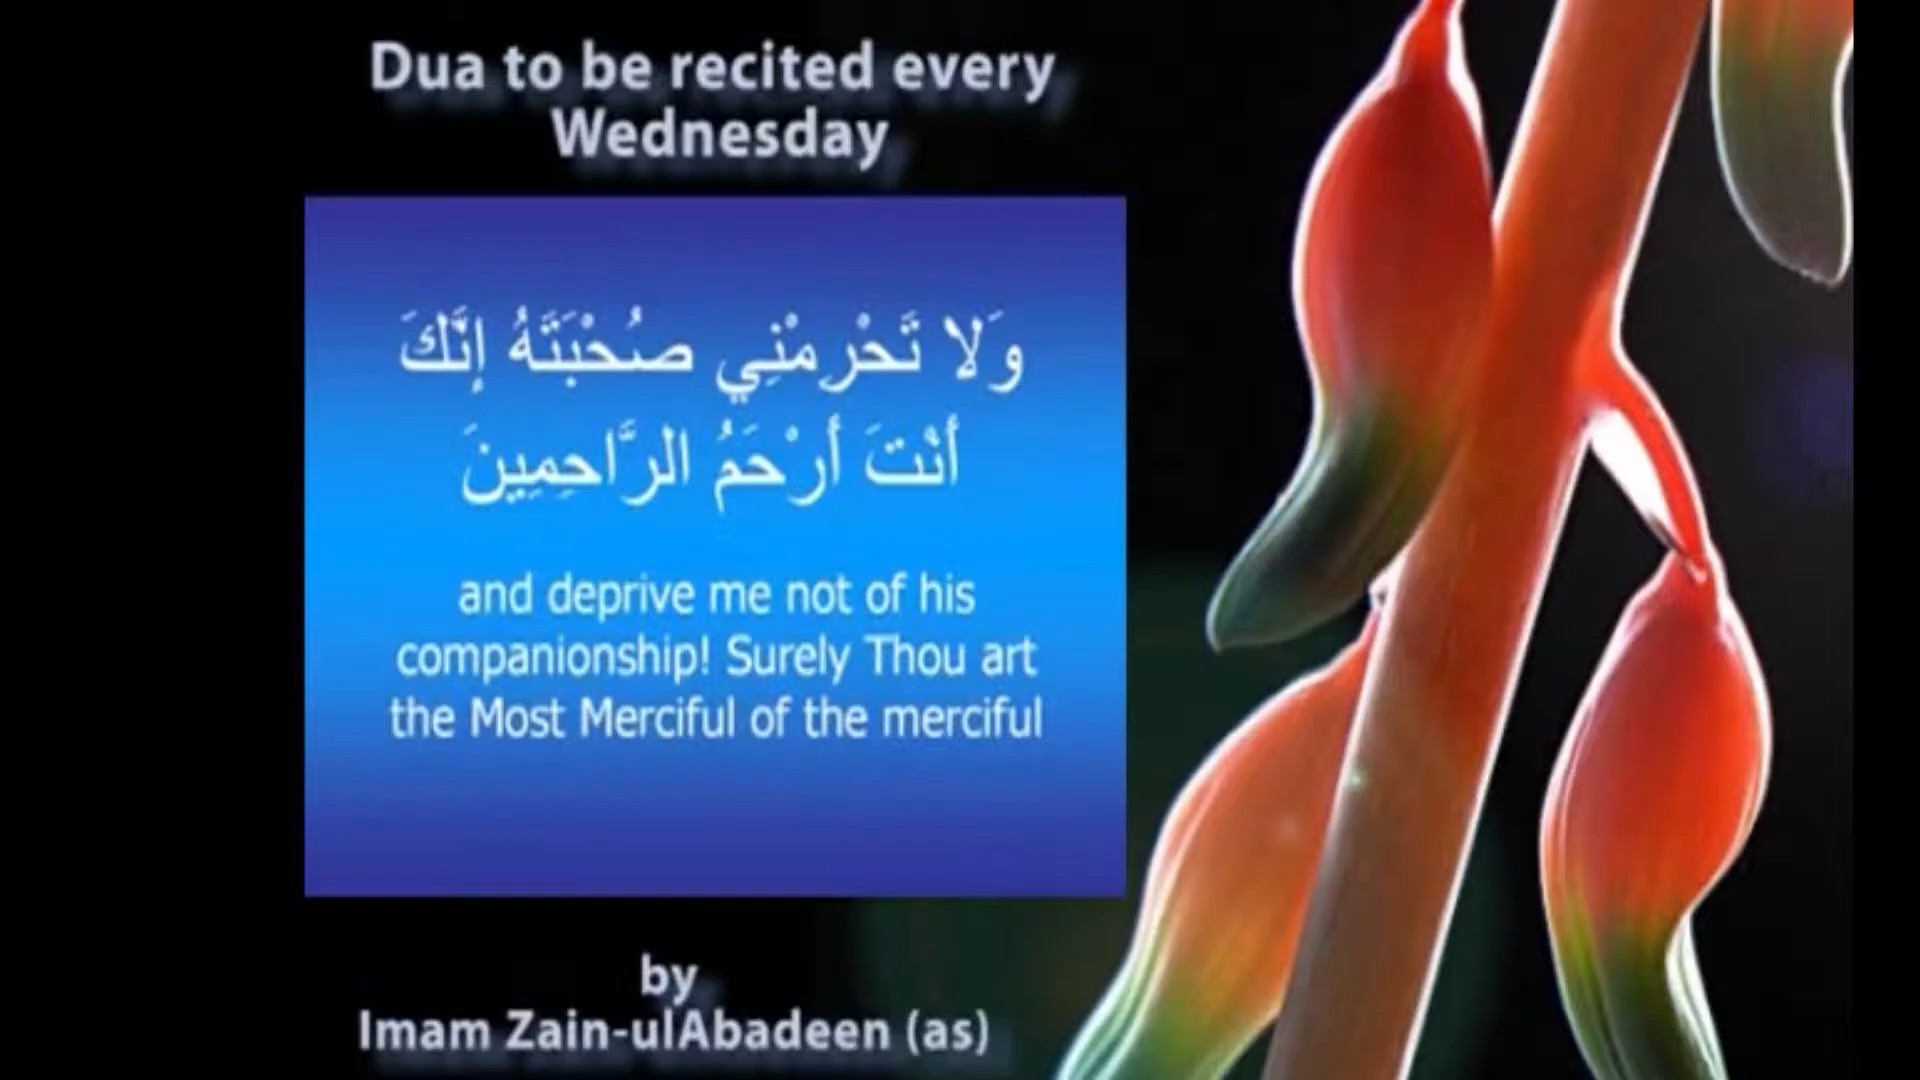 Dua to be recited every
Wednesday
وَلا تَحْرِمْنِي صُحْبَتَهُ إِنَّكَ
أَنْتَ أَرْحَمُ الرَّاحِمِينَ
and deprive me not of his
companionship! Surely Thou art
the Most Merciful of the merciful
by
Imam Zain-ulAbadeen (as)